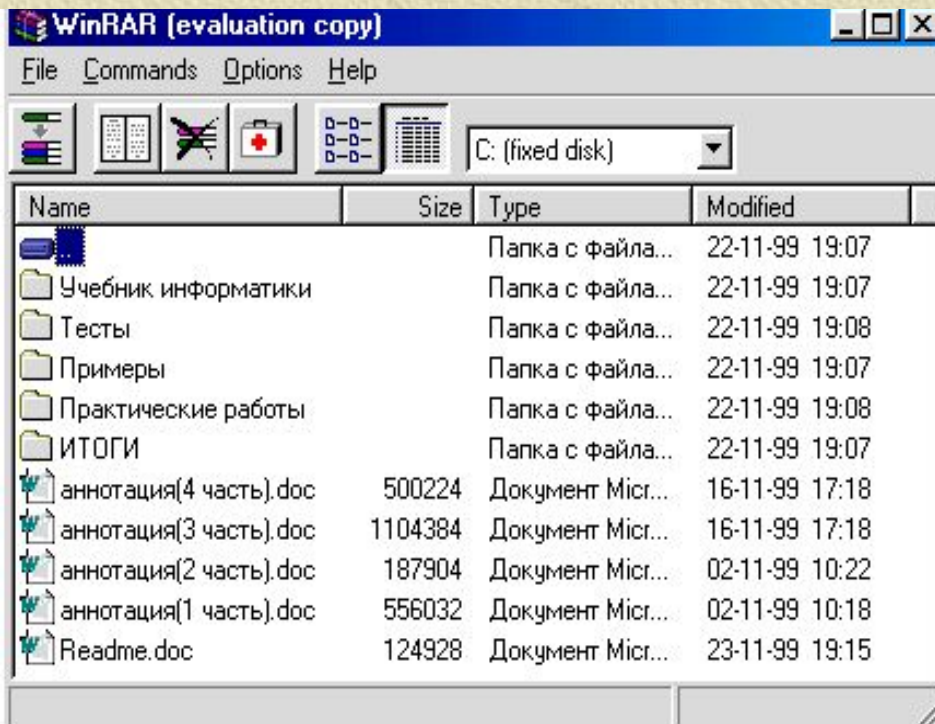 WinRAR (evaluation copy)
File Commands Options Help
C: (fixed disk)
Name Size Type Modified
.. Папка с файла... 22-11-99 19:07
Учебник информатики Папка с файла... 22-11-99 19:07
Тесты Папка с файла... 22-11-99 19:08
Примеры Папка с файла... 22-11-99 19:07
Практические работы Папка с файла... 22-11-99 19:08
ИТОГИ Папка с файла... 22-11-99 19:07
аннотация(4 часть).doc 500224 Документ Micr... 16-11-99 17:18
аннотация(3 часть).doc 1104384 Документ Micr... 16-11-99 17:18
аннотация(2 часть).doc 187904 Документ Micr... 02-11-99 10:22
аннотация(1 часть).doc 556032 Документ Micr... 02-11-99 10:18
Readme.doc 124928 Документ Micr... 23-11-99 19:15